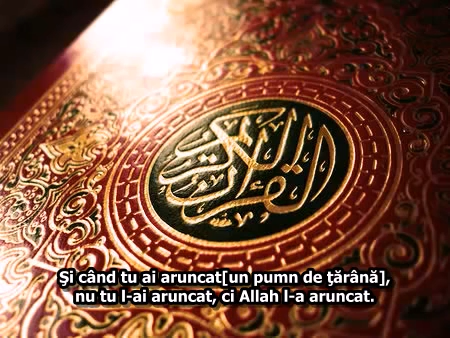 القرآن الكريم
Şi când tu ai aruncat[un pumn de ţărână],
nu tu l-ai aruncat, ci Allah l-a aruncat.